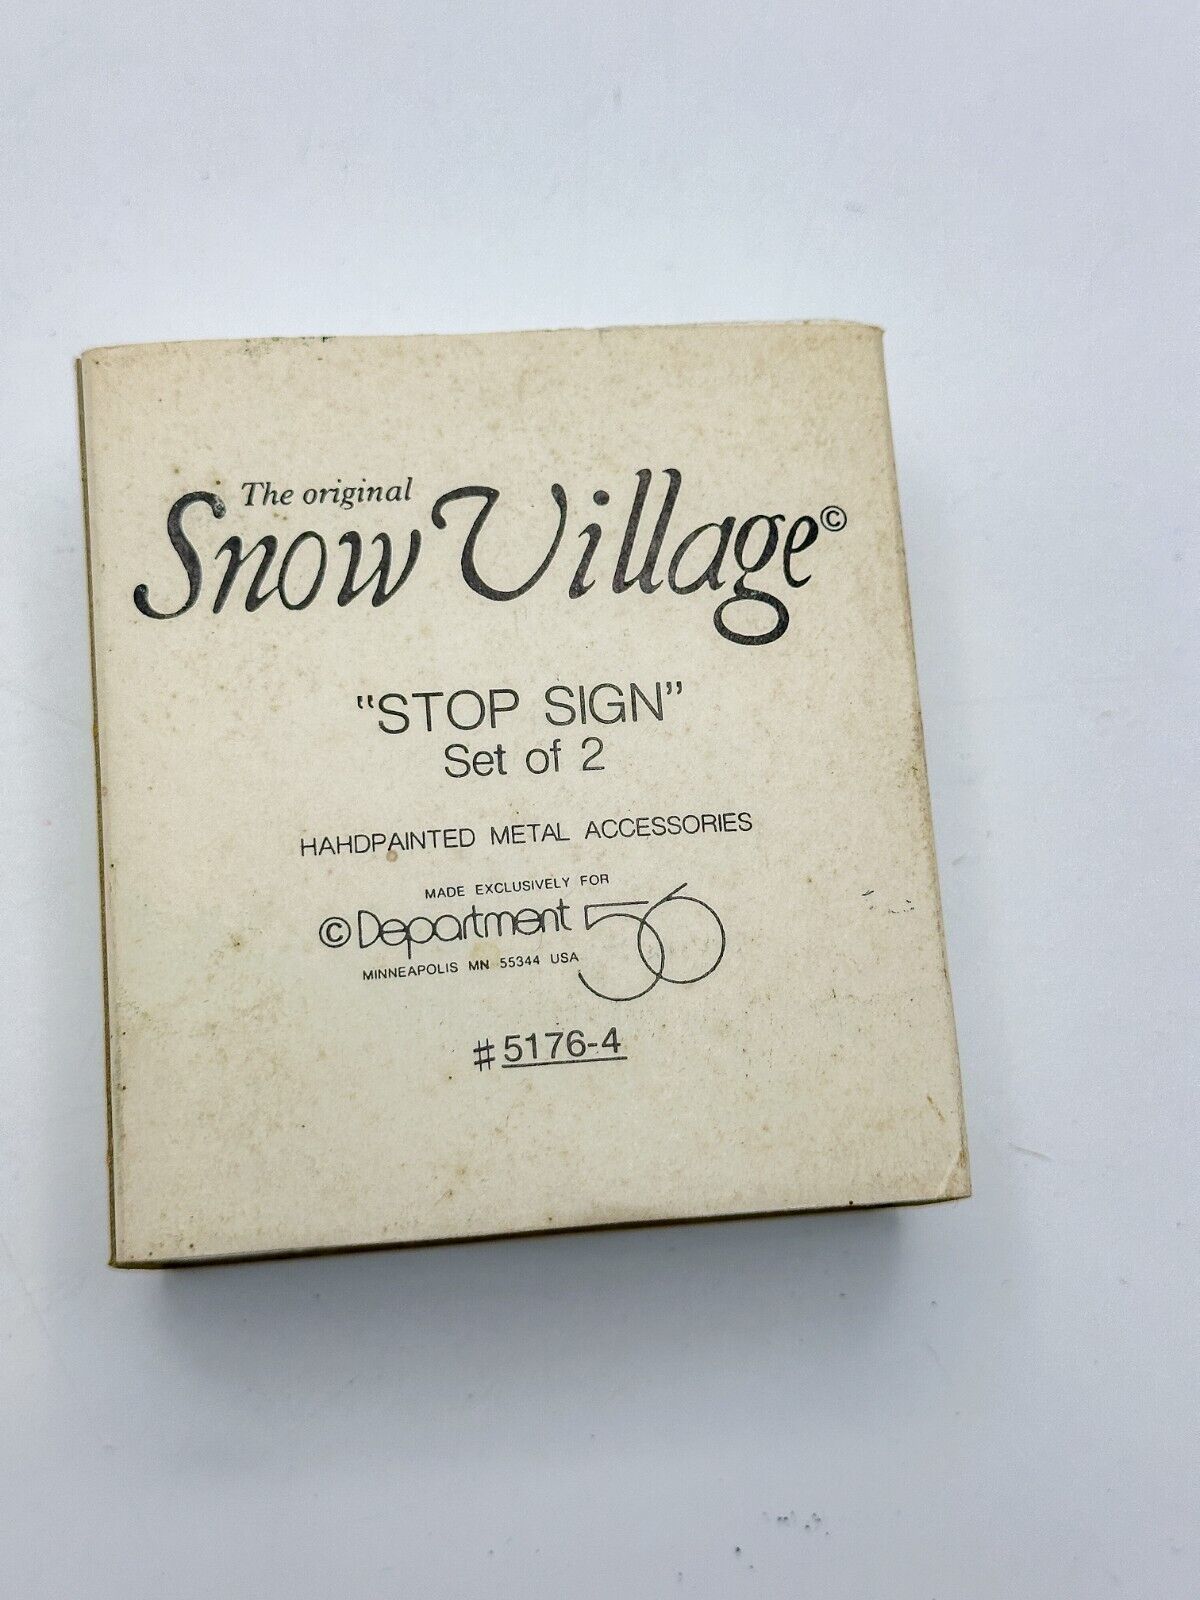 The original
Snow Village©
"STOP SIGN"
Set of 2
HAHDPAINTED METAL ACCESSORIES
MADE EXCLUSIVELY FOR
© Department 56
MINNEAPOLIS MN 55344 USA
# 5176-4